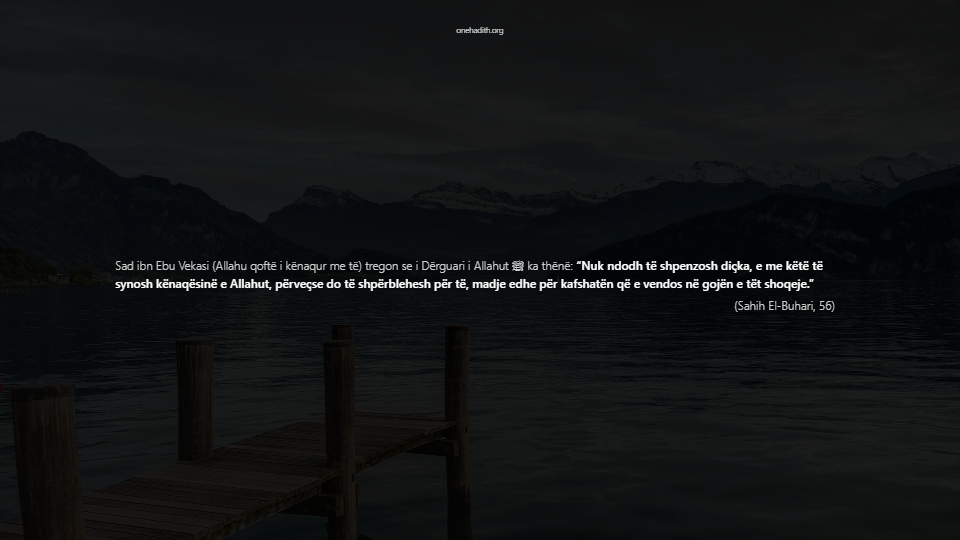 onehadith.org
Sad ibn Ebu Vekasi (Allahu qoftë i kënaqur me të) tregon se i Dërguari i Allahut ﷺ ka thënë: “Nuk ndodh të shpenzosh diçka, e me këtë të
synosh kënaqësinë e Allahut, përveçse do të shpërblehesh për të, madje edhe për kafshatën që e vendos në gojën e tët shoqeje.”
(Sahih El-Buhari, 56)